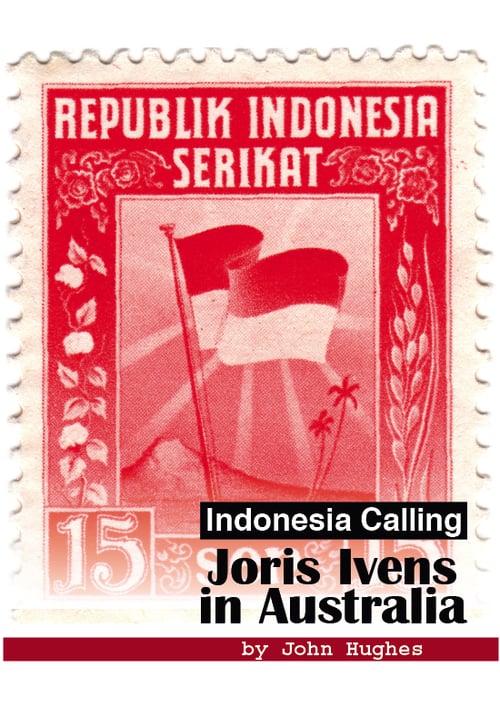 REPUBLIK INDONESIA
SERIKAT
15
Indonesia Calling
Joris Ivens
in Australia
by John Hughes